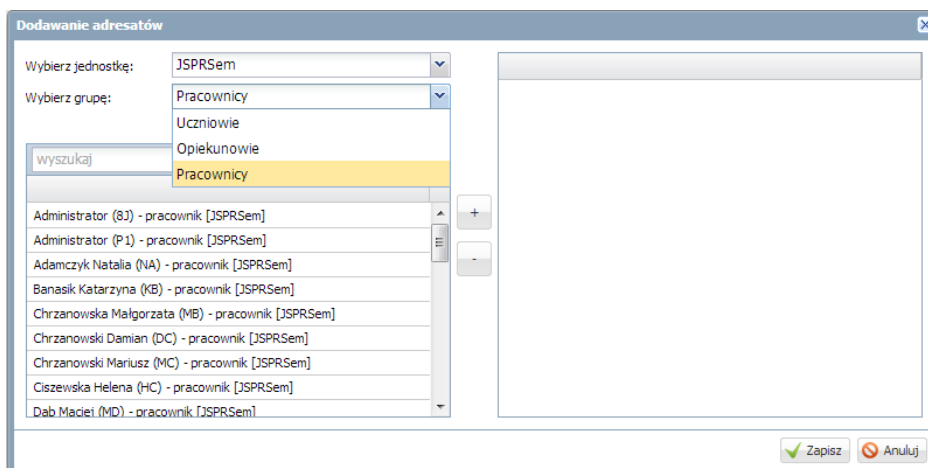 Dodawanie adresatów
Wybierz jednostkę: JSPRSem
Wybierz grupę: Pracownicy
Uczniowie
Opiekunowie
Pracownicy
wyszukaj
Administrator (8J) - pracownik [JSPRSem]
Administrator (P1) - pracownik [JSPRSem]
Adamczyk Natalia (NA) - pracownik [JSPRSem]
Banasik Katarzyna (KB) - pracownik [JSPRSem]
Chrzanowska Małgorzata (MB) - pracownik [JSPRSem]
Chrzanowski Damian (DC) - pracownik [JSPRSem]
Chrzanowski Mariusz (MC) - pracownik [JSPRSem]
Ciszewska Helena (HC) - pracownik [JSPRSem]
Dab Maciej (MD) - pracownik [JSPRSem]
+
-
Zapisz
Anuluj